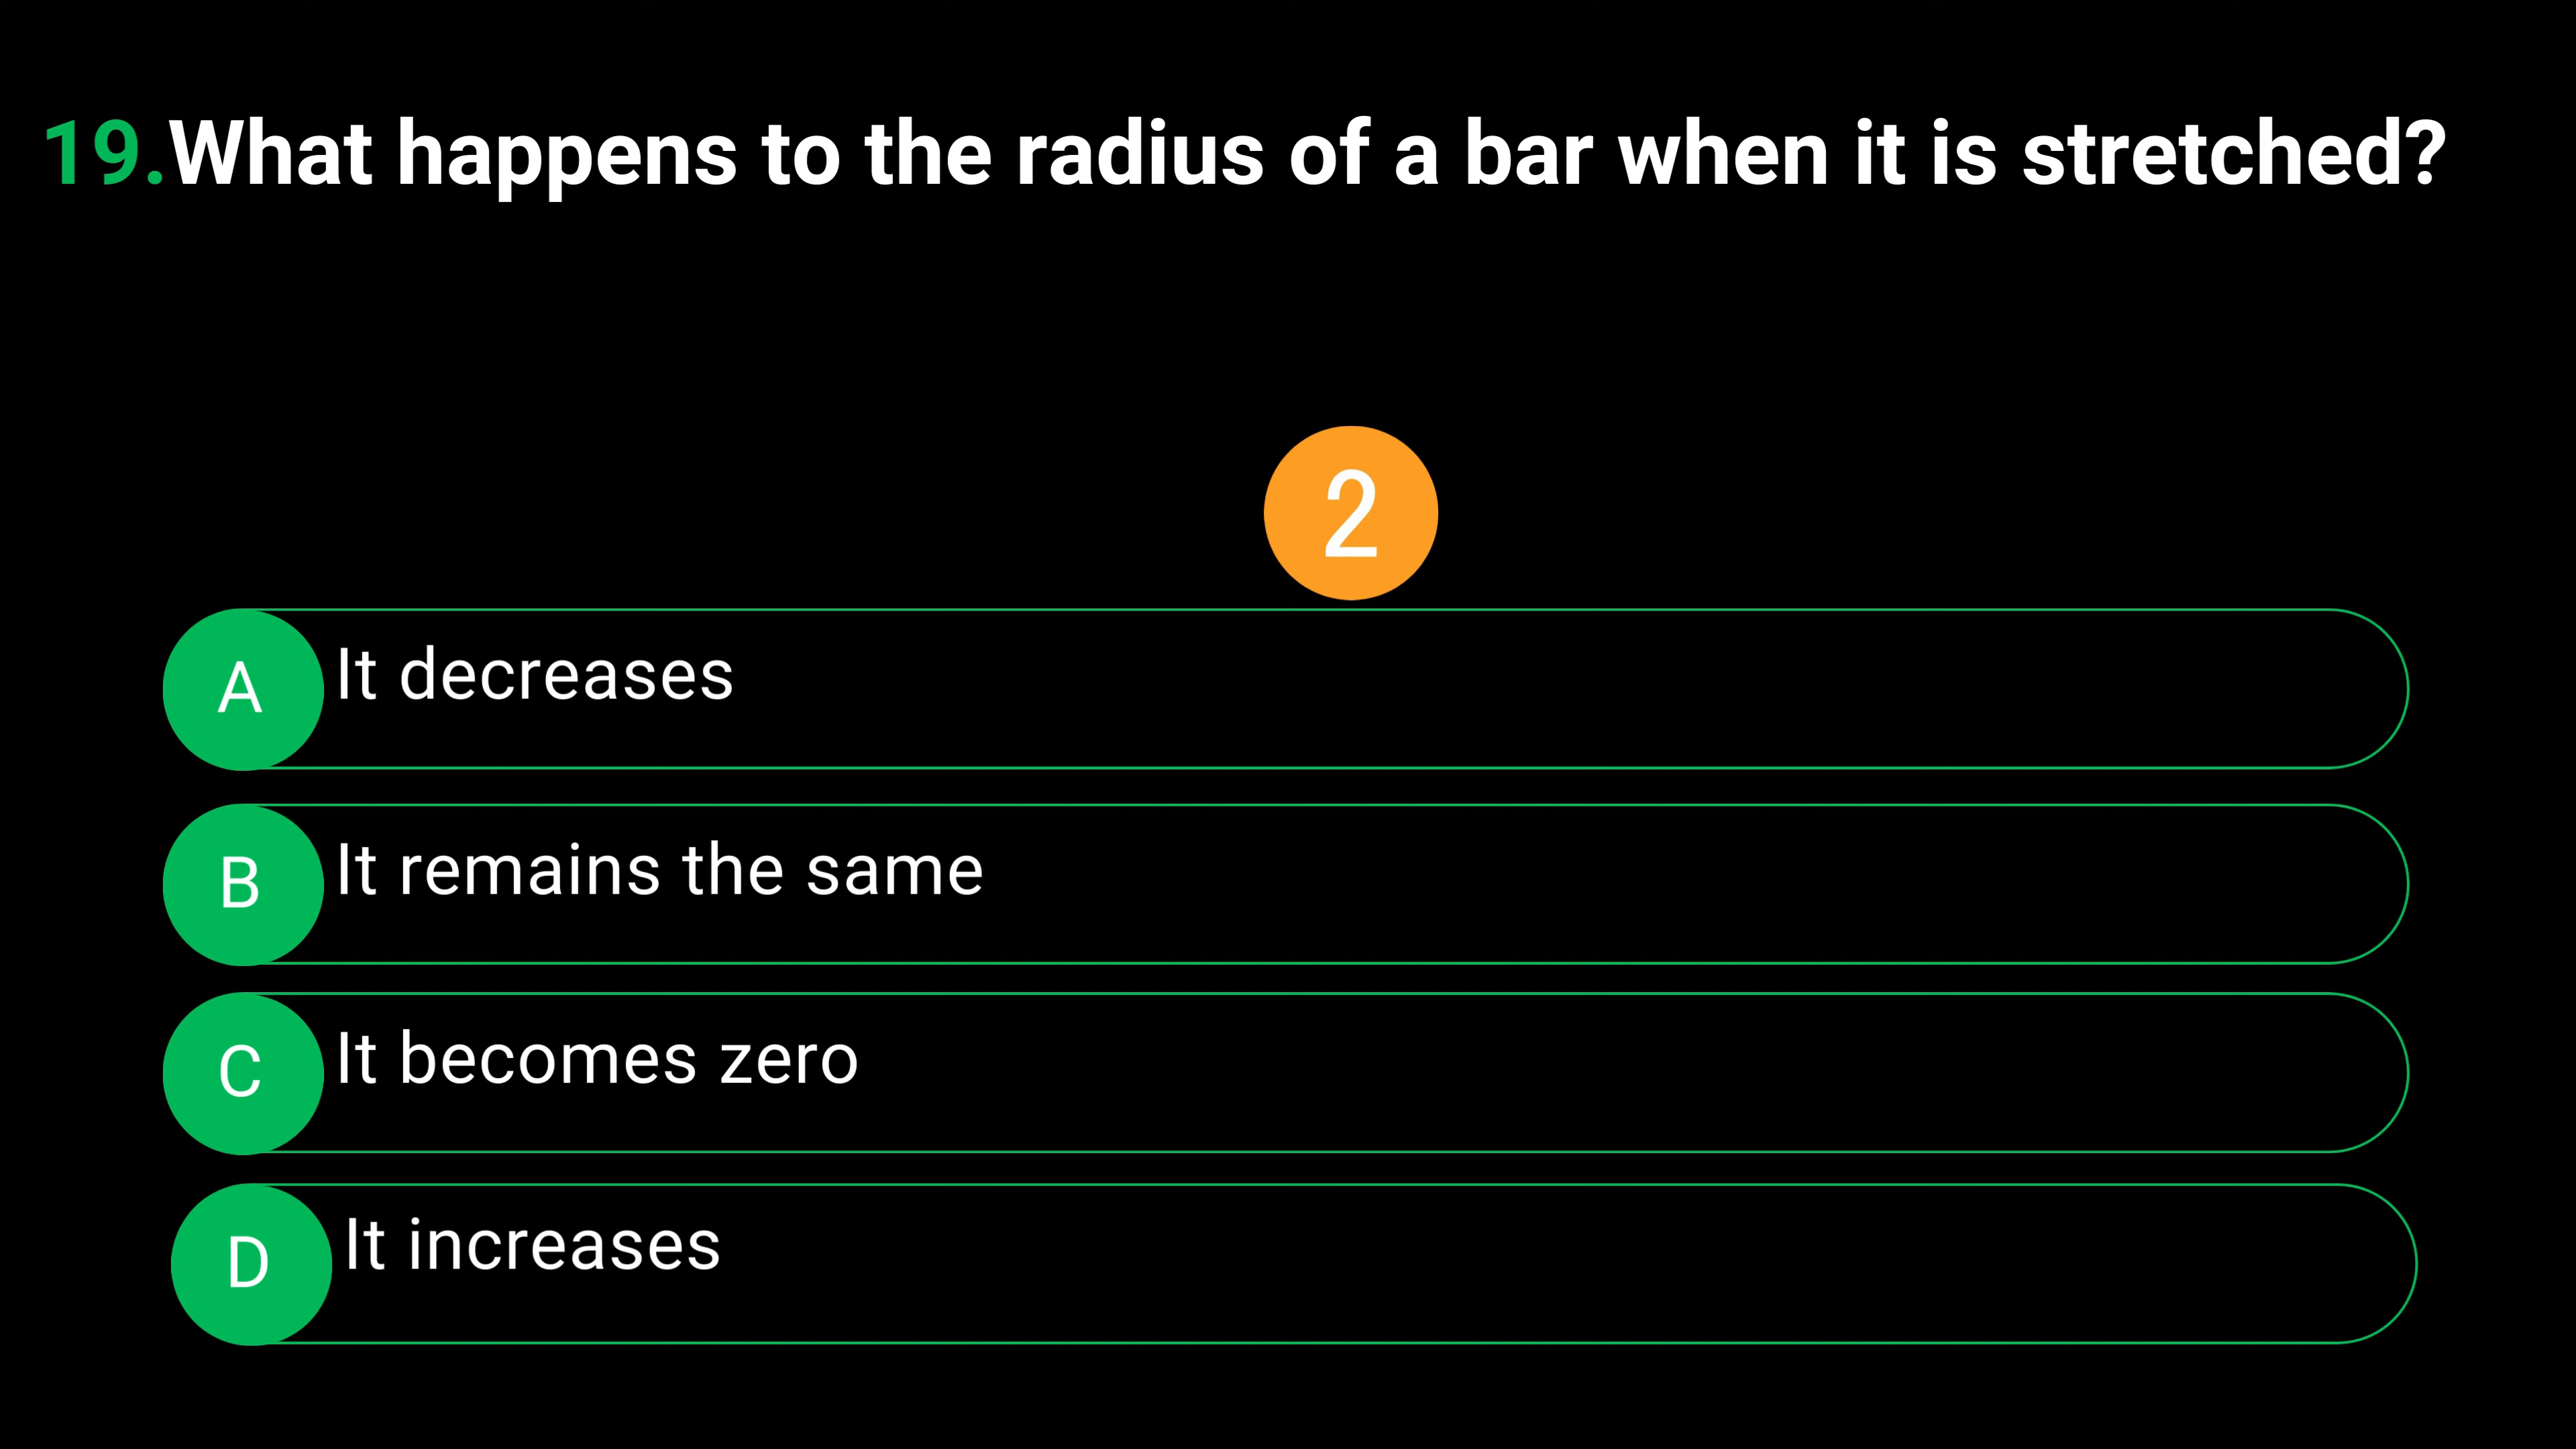 19.What happens to the radius of a bar when it is stretched?
2
A It decreases
B It remains the same
C It becomes zero
D It increases